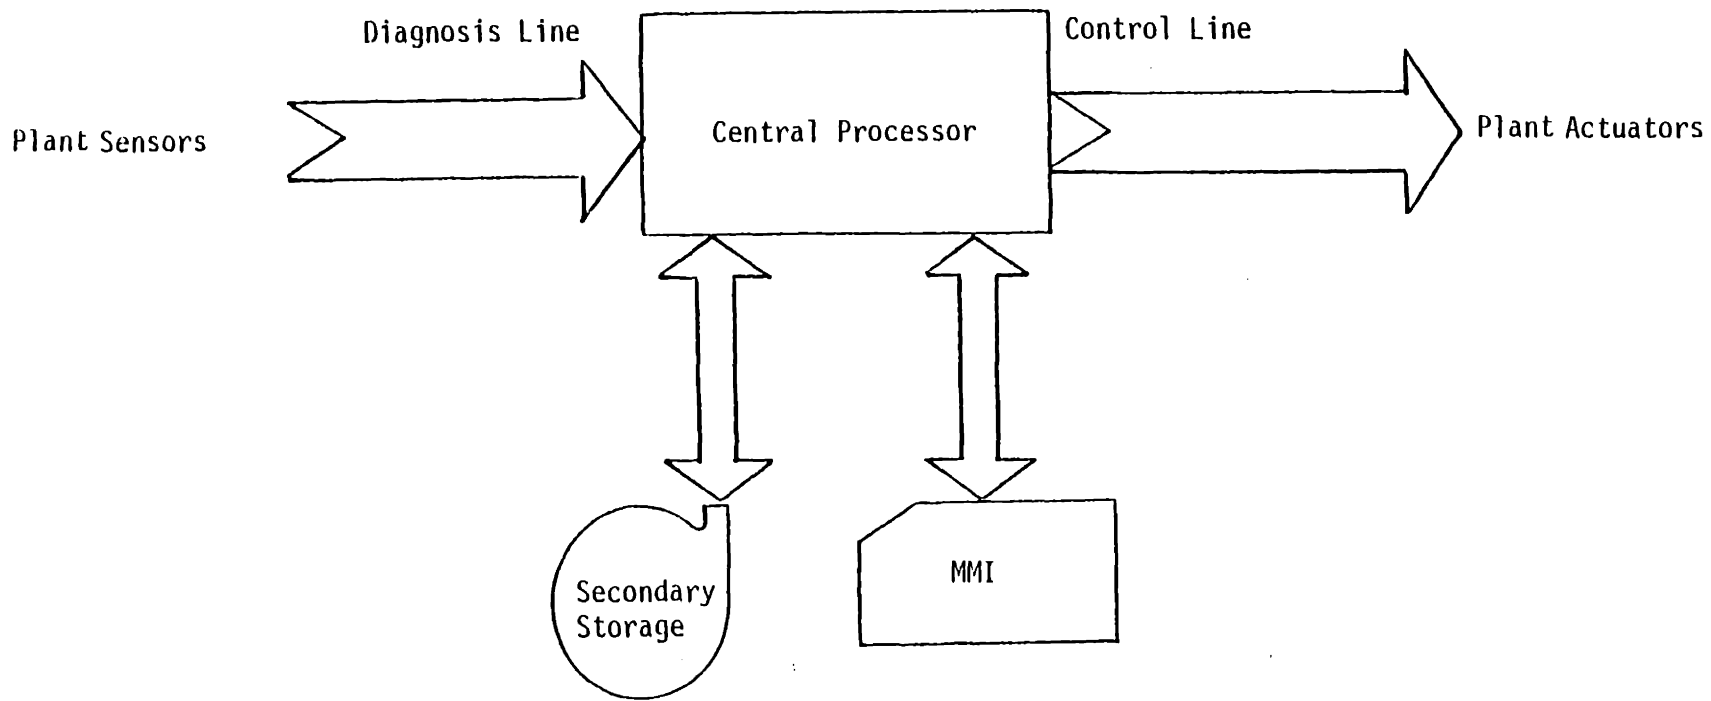 Diagnosis Line
Control Line
Plant Sensors
Central Processor
Plant Actuators
Secondary
Storage
MMI